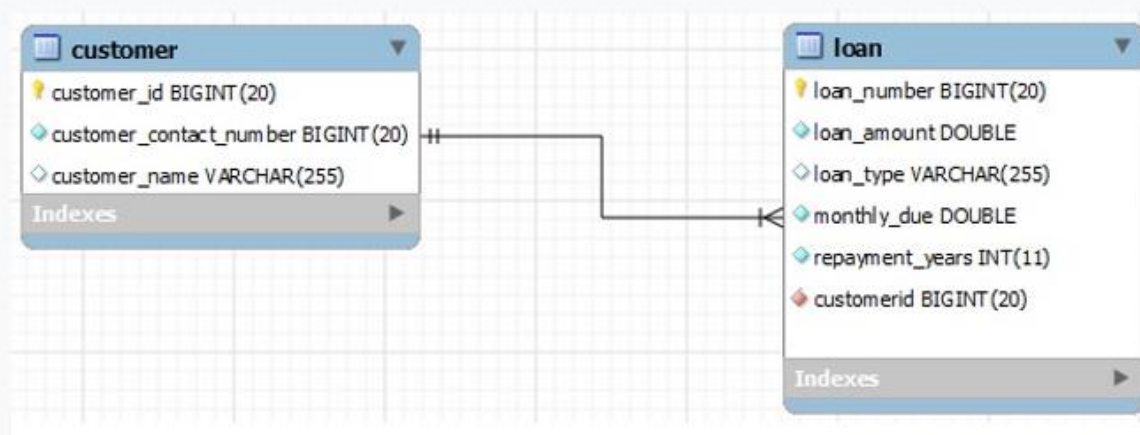 customer
customer_id BIGINT(20)
customer_contact_number BIGINT(20)
customer_name VARCHAR(255)
Indexes
loan
loan_number BIGINT(20)
loan_amount DOUBLE
loan_type VARCHAR(255)
monthly_due DOUBLE
repayment_years INT(11)
customerid BIGINT(20)
Indexes